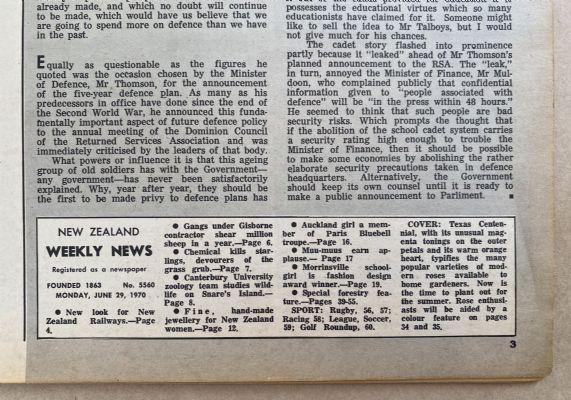 already made, and which no doubt will continue
to be made, which would have us believe that we
are going to spend more on defence than we have
in the past.
Equally as questionable as the figures he
quoted was the occasion chosen by the Minister
of Defence, Mr Thomson, for the announcement
of the five-year defence plan. As many as his
predecessors in office have done since the end of
the Second World War, he announced this funda-
mentally important aspect of future defence policy
to the annual meeting of the Dominion Council
of the Returned Services Association and was
immediately criticised by the leaders of that body.
What powers or influence it is that this ageing
group of old soldiers has with the Government—
any government—has never been satisfactorily
explained. Why, year after year, they should be
the first to be made privy to defence plans has
possesses the educational virtues which so many
educationists have claimed for it. Someone might
like to sell the idea to Mr Talboys, but I would
not give much for his chances.
The cadet story flashed into prominence
partly because it "leaked" ahead of Mr Thomson's
planned announcement to the RSA. The "leak,"
in turn, annoyed the Minister of Finance, Mr Mul-
doon, who complained publicly that confidential
information given to "people associated with
defence" will be "in the press within 48 hours."
He seemed to think that such people are bad
security risks. Which prompts the thought that
if the abolition of the school cadet system carries
a security rating high enough to trouble the
Minister of Finance, then it should be possible
to make some economies by abolishing the rather
elaborate security precautions taken in defence
headquarters. Alternatively, the Government
should keep its own counsel until it is ready to
make a public announcement to Parliment.
NEW ZEALAND
WEEKLY NEWS
Registered as a newspaper
FOUNDED 1863 No. 5560
MONDAY, JUNE 29, 1970
● New look for New
Zealand Railways.—Page
4.
● Gangs under Gisborne
contractor shear million
sheep in a year.—Page 6.
● Chemical kills star-
lings, devourers of the
grass grub.—Page 7.
● Canterbury University
zoology team studies wild-
life on Snare's Island.—
Page 8.
● Fine, hand-made
jewellery for New Zealand
women.—Page 12.
● Auckland girl a mem-
ber of Paris Bluebell
troupe.—Page 16.
● Muu-muus earn ap-
plause.— Page 17
● Morrinsville school-
girl is fashion design
award winner.—Page 19.
● Special forestry fea-
ture.—Pages 39-55.
SPORT: Rugby, 56, 57;
Racing 58; League, Soccer,
59; Golf Roundup, 60.
COVER: Texas Centen-
nial, with its unusual mag-
enta tonings on the outer
petals and its warm orange
heart, typifies the many
popular varieties of mod-
ern roses available to
home gardeners. Now is
the time to plant out for
the summer. Rose enthusi-
asts will be aided by a
colour feature on pages
34 and 35.
3